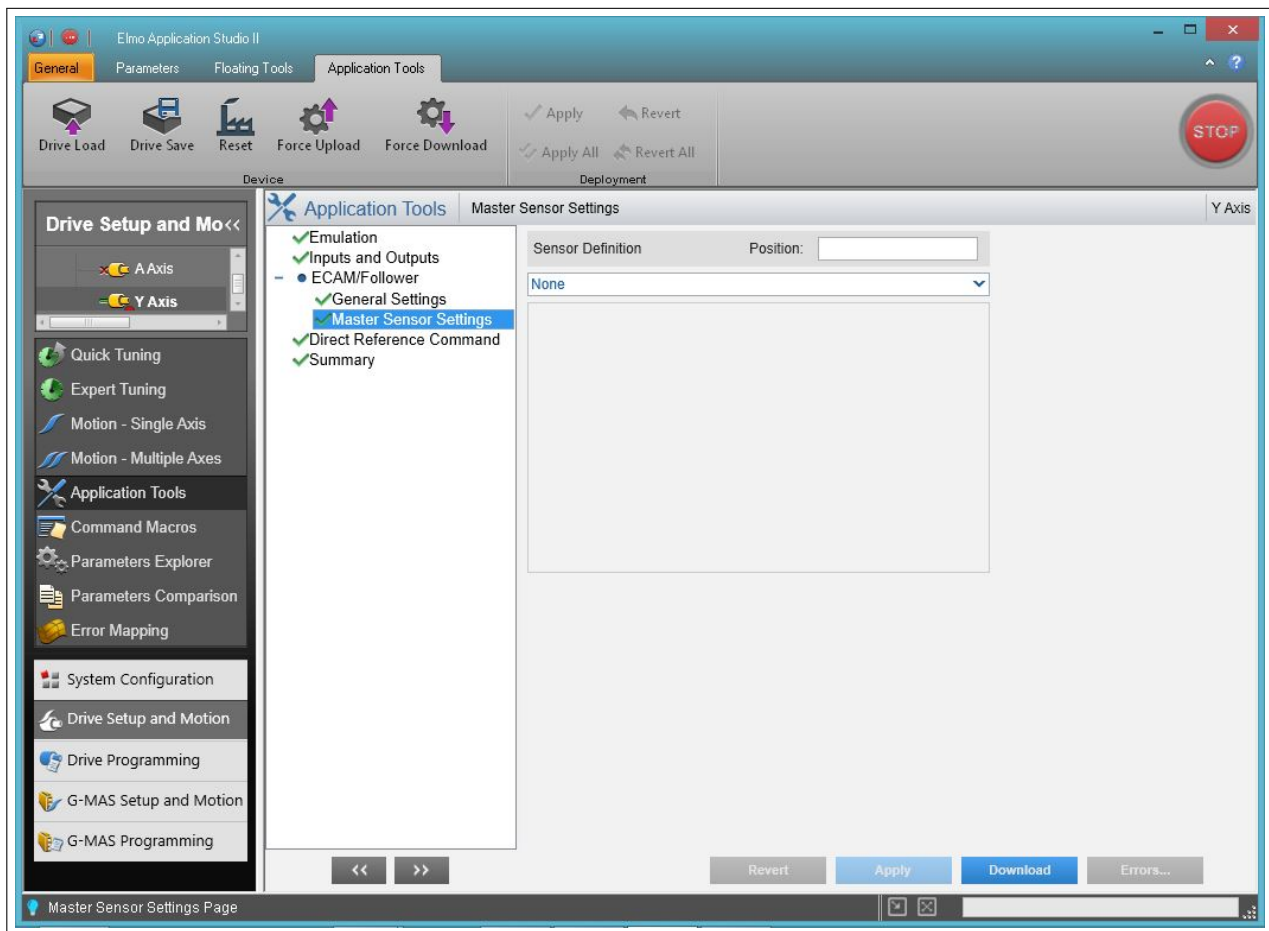 Elmo Application Studio II
General Parameters Floating Tools Application Tools
Drive Load Drive Save Reset Force Upload Force Download
Apply Revert
Apply All Revert All
STOP
Device Deployment
Drive Setup and Mo<<
A Axis
Y Axis
Quick Tuning
Expert Tuning
Motion - Single Axis
Motion - Multiple Axes
Application Tools
Command Macros
Parameters Explorer
Parameters Comparison
Error Mapping
System Configuration
Drive Setup and Motion
Drive Programming
G-MAS Setup and Motion
G-MAS Programming
Application Tools Master Sensor Settings Y Axis
Emulation
Inputs and Outputs
ECAM/Follower
General Settings
Master Sensor Settings
Direct Reference Command
Summary
Sensor Definition Position:
None
<< >>
Revert Apply Download Errors...
Master Sensor Settings Page